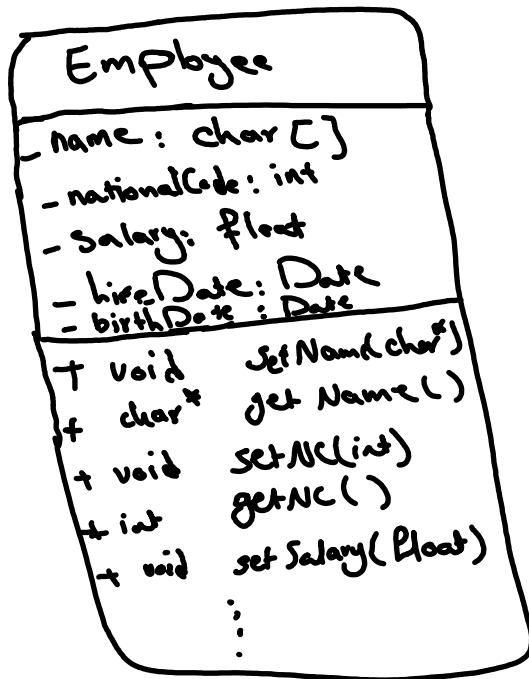 Employee
- name : char []
- nationalCode : int
- salary : float
- hireDate : Date
- birthDate : Date
+ void setName(char*)
+ char* getName()
+ void setNC(int)
+ int getNC()
+ void setSalary(float)